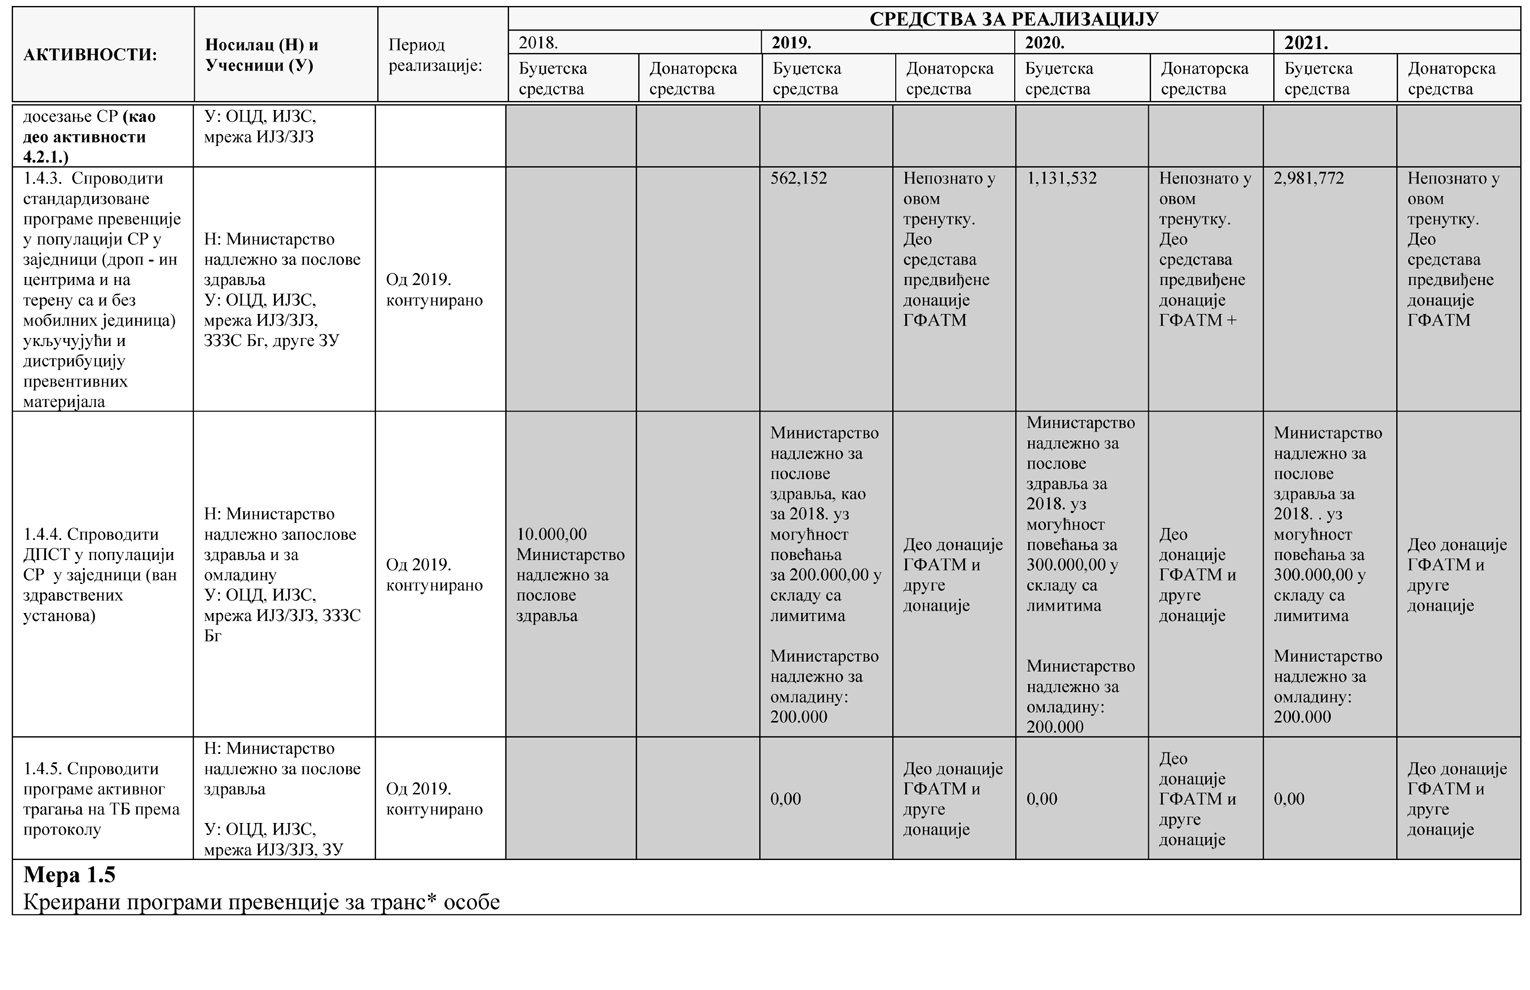 СРЕДСТВА ЗА РЕАЛИЗАЦИЈУ
АКТИВНОСТИ:
Носилац (Н) и
Учесници (У)
Период
реализације:
2018.
2019.
2020.
2021.
Буџетска
средства
Донаторска
средства
Буџетска
средства
Донаторска
средства
Буџетска
средства
Донаторска
средства
Буџетска
средства
Донаторска
средства
досезање СР (као
део активности
4.2.1.)
У: ОЦД, ИЈЗС,
мрежа ИЈЗ/ЗЈЗ
1.4.3. Спроводити
стандардизоване
програме превенције
у популацији СР у
заједници (дроп - ин
центрима и на
терену са и без
мобилних јединица)
укључујући и
дистрибуцију
превентивних
материјала
Н: Министарство
надлежно за послове
здравља
У: ОЦД, ИЈЗС,
мрежа ИЈЗ/ЗЈЗ,
ЗЗЗС Бг, друге ЗУ
Од 2019.
контунирано
562,152
Непознато у
овом
тренутку.
Део
средстава
предвиђене
донације
ГФАТМ
1,131,532
Непознато у
овом
тренутку.
Део
средстава
предвиђене
донације
ГФАТМ +
2,981,772
Непознато у
овом
тренутку.
Део
средстава
предвиђене
донације
ГФАТМ
1.4.4. Спроводити
ДПСТ у популацији
СР у заједници (ван
здравствених
установа)
Н: Министарство
надлежно запослове
здравља и за
омладину
У: ОЦД, ИЈЗС,
мрежа ИЈЗ/ЗЈЗ, ЗЗЗС
Бг
Од 2019.
контунирано
10.000,00
Министарство
надлежно за
послове
здравља
Министарство
надлежно за
послове
здравља, као
за 2018. уз
могућност
повећања
за 200.000,00 у
складу са
лимитима
Министарство
надлежно за
омладину:
200.000
Део донације
ГФАТМ и
друге
донације
Министарство
надлежно за
послове
здравља за
2018. уз
могућност
повећања за
300.000,00 у
складу са
лимитима
Министарство
надлежно за
омладину:
200.000
Део
донације
ГФАТМ и
друге
донације
Министарство
надлежно за
послове
здравља за
2018. . уз
могућност
повећања за
300.000,00 у
складу са
лимитима
Министарство
надлежно за
омладину:
200.000
Део донације
ГФАТМ и
друге
донације
1.4.5. Спроводити
програме активног
трагања на ТБ према
протоколу
Н: Министарство
надлежно за послове
здравља
У: ОЦД, ИЈЗС,
мрежа ИЈЗ/ЗЈЗ, ЗУ
Од 2019.
контунирано
0,00
Део донације
ГФАТМ и
друге
донације
0,00
Део
донације
ГФАТМ и
друге
донације
0,00
Део донације
ГФАТМ и
друге
донације
Мера 1.5
Креирани програми превенције за транс* особе